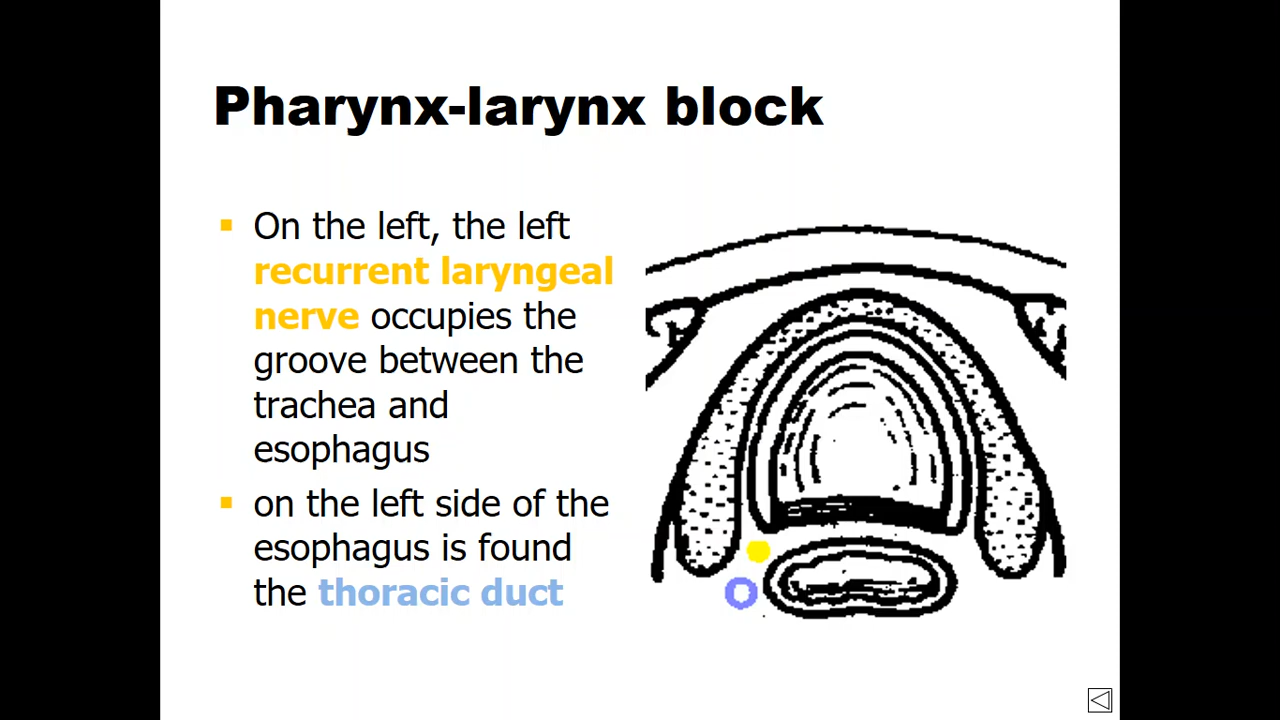 Pharynx-larynx block
On the left, the left
recurrent laryngeal
nerve occupies the
groove between the
trachea and
esophagus
on the left side of the
esophagus is found
the thoracic duct